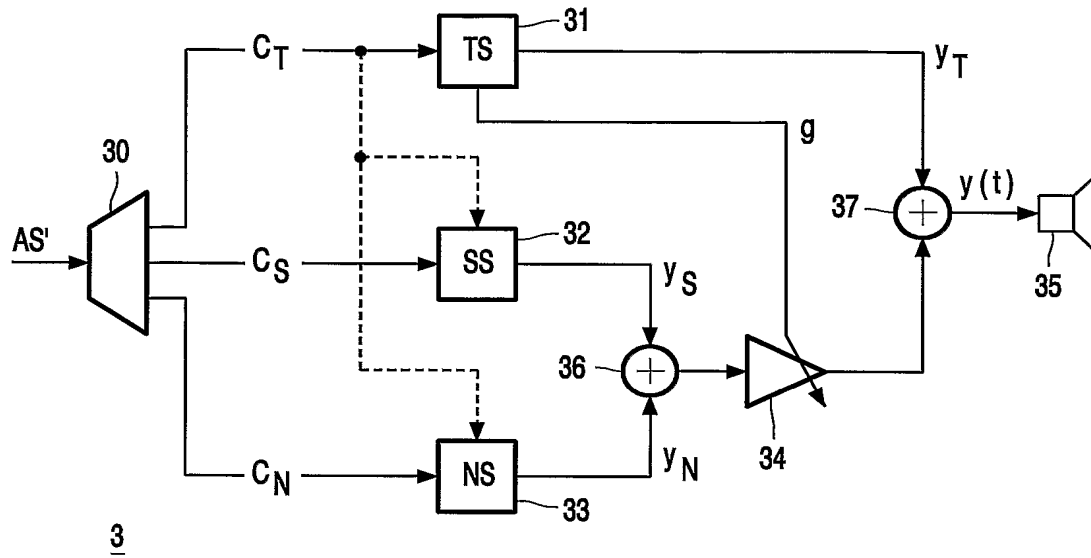 31
C_T
TS
y_T
g
30
37
y(t)
AS'
32
C_S
SS
y_S
35
36
34
C_N
NS
y_N
33
3